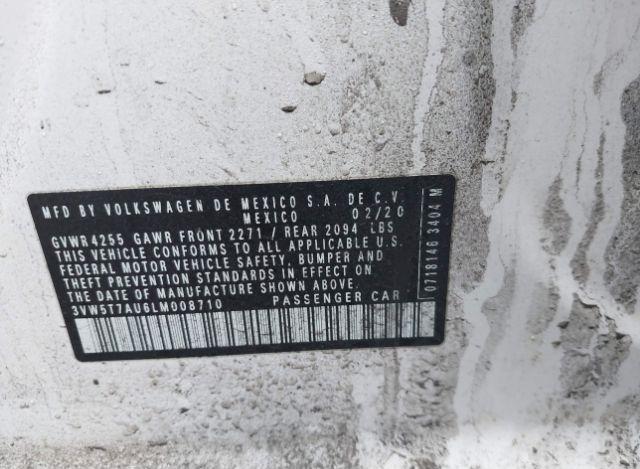 MFD BY VOLKSWAGEN DE MEXICO S.A. DE C.V.
MEXICO 02/20
GVWR 4255 GAWR FRONT 2271 / REAR 2094 LBS
THIS VEHICLE CONFORMS TO ALL APPLICABLE U.S.
FEDERAL MOTOR VEHICLE SAFETY, BUMPER AND
THEFT PREVENTION STANDARDS IN EFFECT ON
THE DATE OF MANUFACTURE SHOWN ABOVE.
3VW5T7AU6LM008710 PASSENGER CAR
0718146 3404 M